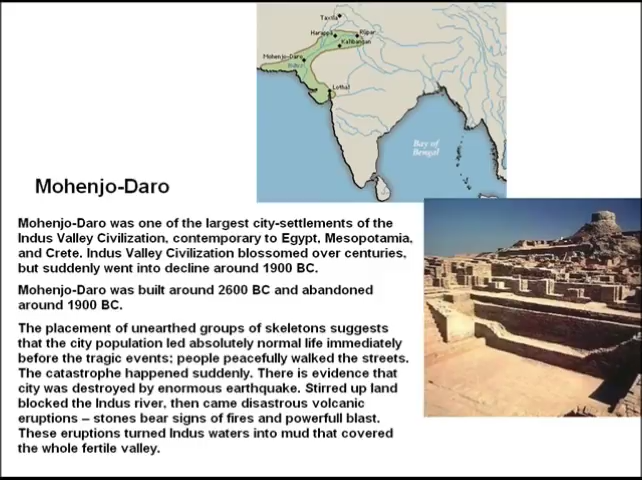 Taxila
Harappa
Rupar
Kalibangan
Mohenjo-Daro
Indus
Lothal
Bay of
Bengal
Mohenjo-Daro
Mohenjo-Daro was one of the largest city-settlements of the
Indus Valley Civilization, contemporary to Egypt, Mesopotamia,
and Crete. Indus Valley Civilization blossomed over centuries,
but suddenly went into decline around 1900 BC.
Mohenjo-Daro was built around 2600 BC and abandoned
around 1900 BC.
The placement of unearthed groups of skeletons suggests
that the city population led absolutely normal life immediately
before the tragic events; people peacefully walked the streets.
The catastrophe happened suddenly. There is evidence that
city was destroyed by enormous earthquake. Stirred up land
blocked the Indus river, then came disastrous volcanic
eruptions – stones bear signs of fires and powerfull blast.
These eruptions turned Indus waters into mud that covered
the whole fertile valley.